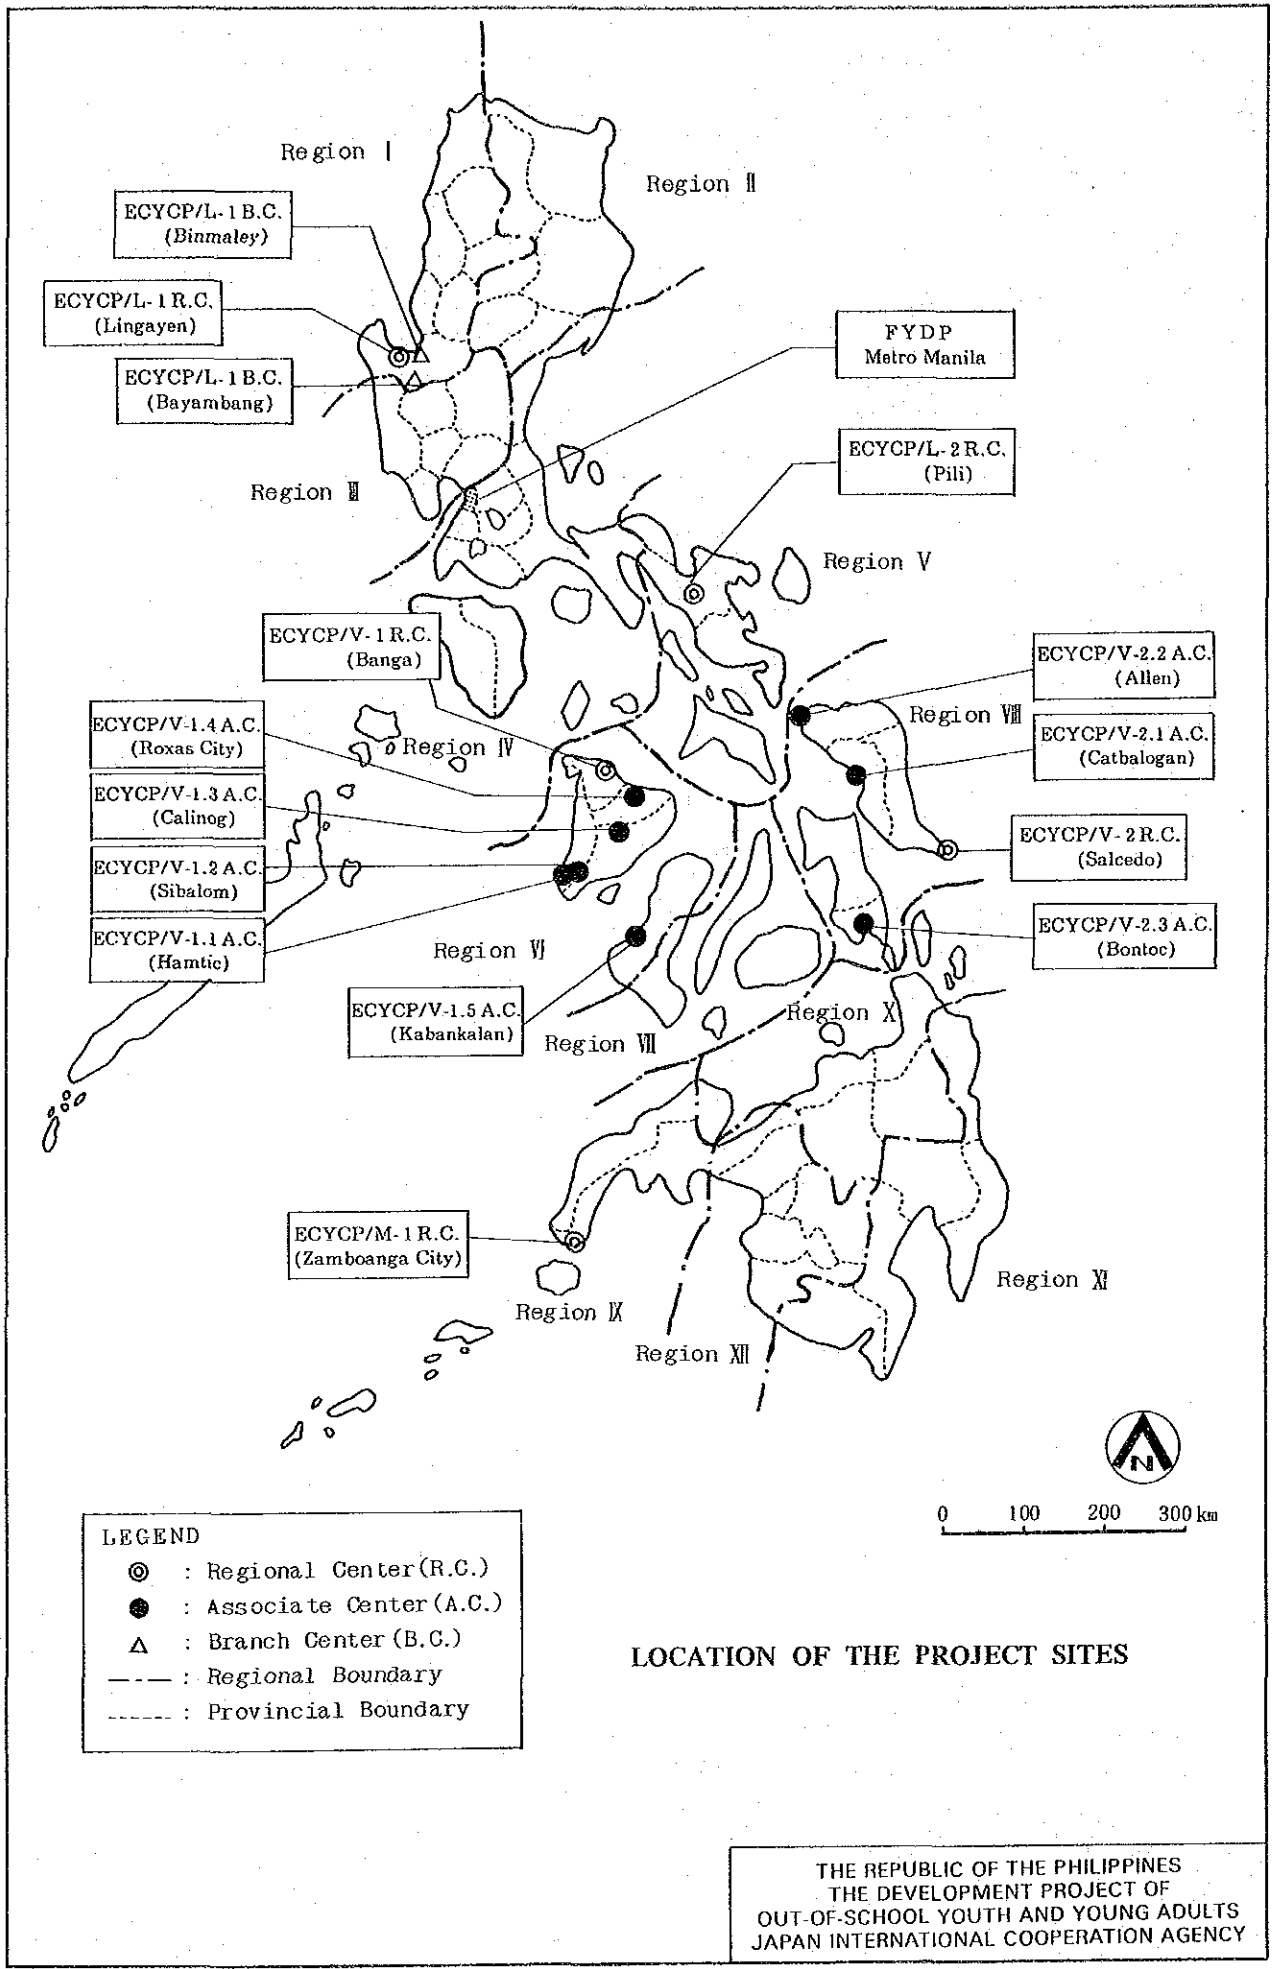 Region Ⅰ
Region Ⅱ
ECYCP/L-1 B.C.
(Binmaley)
ECYCP/L-1 R.C.
(Lingayen)
FYDP
Metro Manila
ECYCP/L-1 B.C.
(Bayambang)
ECYCP/L-2 R.C.
(Pili)
Region Ⅲ
Region Ⅴ
ECYCP/V-1 R.C.
(Banga)
ECYCP/V-2.2 A.C.
(Allen)
ECYCP/V-1.4 A.C.
(Roxas City)
Region Ⅳ
Region Ⅷ
ECYCP/V-2.1 A.C.
(Catbalogan)
ECYCP/V-1.3 A.C.
(Calinog)
ECYCP/V-2 R.C.
(Salcedo)
ECYCP/V-1.2 A.C.
(Sibalom)
ECYCP/V-1.1 A.C.
(Hamtic)
ECYCP/V-2.3 A.C.
(Bontoc)
Region Ⅵ
ECYCP/V-1.5 A.C.
(Kabankalan)
Region Ⅹ
Region Ⅶ
ECYCP/M-1 R.C.
(Zamboanga City)
Region Ⅺ
Region Ⅸ
Region Ⅻ
N
0 100 200 300 km
LEGEND
: Regional Center(R.C.)
: Associate Center(A.C.)
: Branch Center(B.C.)
: Regional Boundary
: Provincial Boundary
LOCATION OF THE PROJECT SITES
THE REPUBLIC OF THE PHILIPPINES
THE DEVELOPMENT PROJECT OF
OUT-OF-SCHOOL YOUTH AND YOUNG ADULTS
JAPAN INTERNATIONAL COOPERATION AGENCY